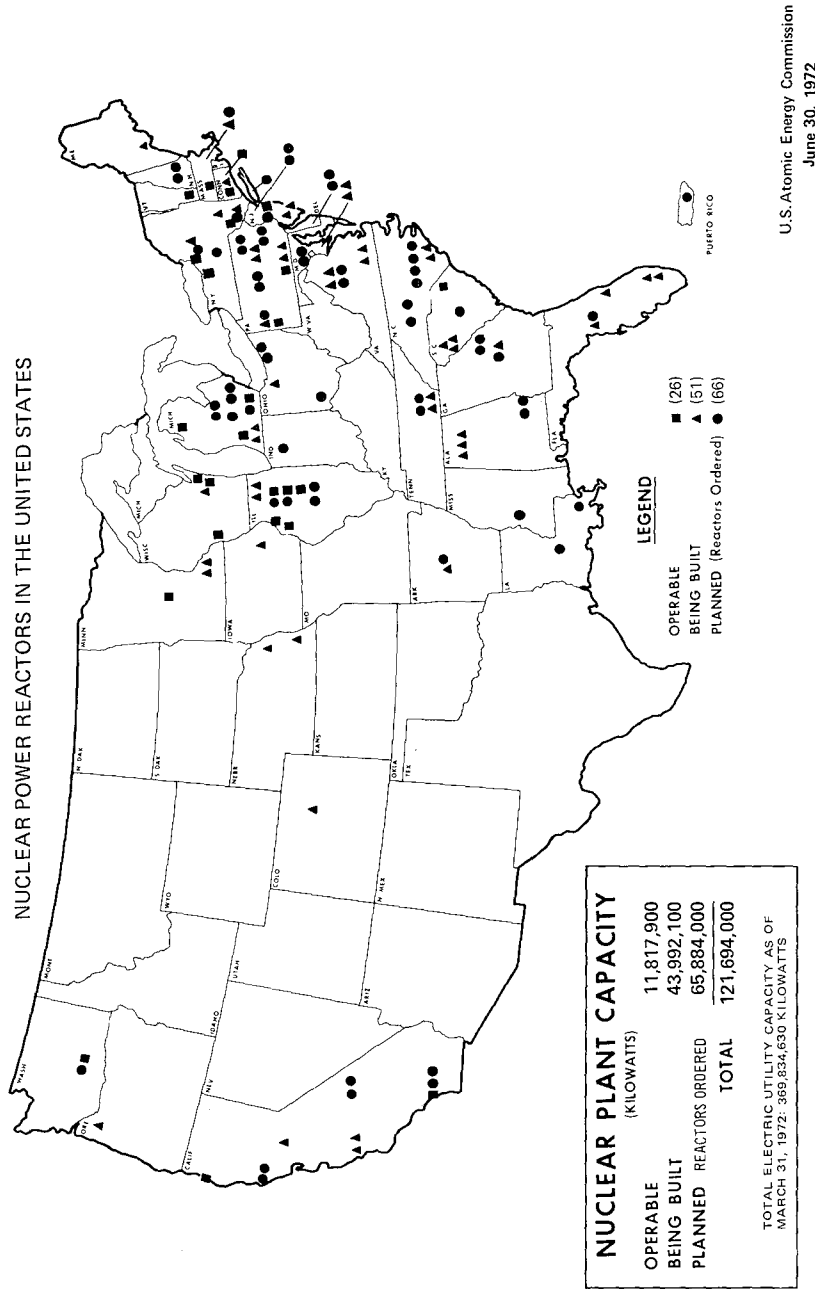 NUCLEAR POWER REACTORS IN THE UNITED STATES
WASH
ORE
CALIF
NEV
IDAHO
MONT
WYO
UTAH
ARIZ
COLO
N MEX
N. DAK
S DAK
NEBR
KANS
OKLA
TEX
MINN
IOWA
MO
ARK
LA
WISC
MICH
MICH
ILL
IND
OHIO
KY
TENN
MISS
ALA
GA
FLA
S C
N.C
VA
W.VA
PA
N.Y
VT
N.H
MASS
CONN
ME
N J
DEL
MD
PUERTO RICO
LEGEND
OPERABLE ■ (26)
BEING BUILT ▲ (51)
PLANNED (Reactors Ordered) ● (66)
NUCLEAR PLANT CAPACITY
(KILOWATTS)
OPERABLE 11,817,900
BEING BUILT 43,992,100
PLANNED REACTORS ORDERED 65,884,000
TOTAL 121,694,000
TOTAL ELECTRIC UTILITY CAPACITY AS OF
MARCH 31, 1972: 369,834,630 KILOWATTS
U.S. Atomic Energy Commission
June 30, 1972